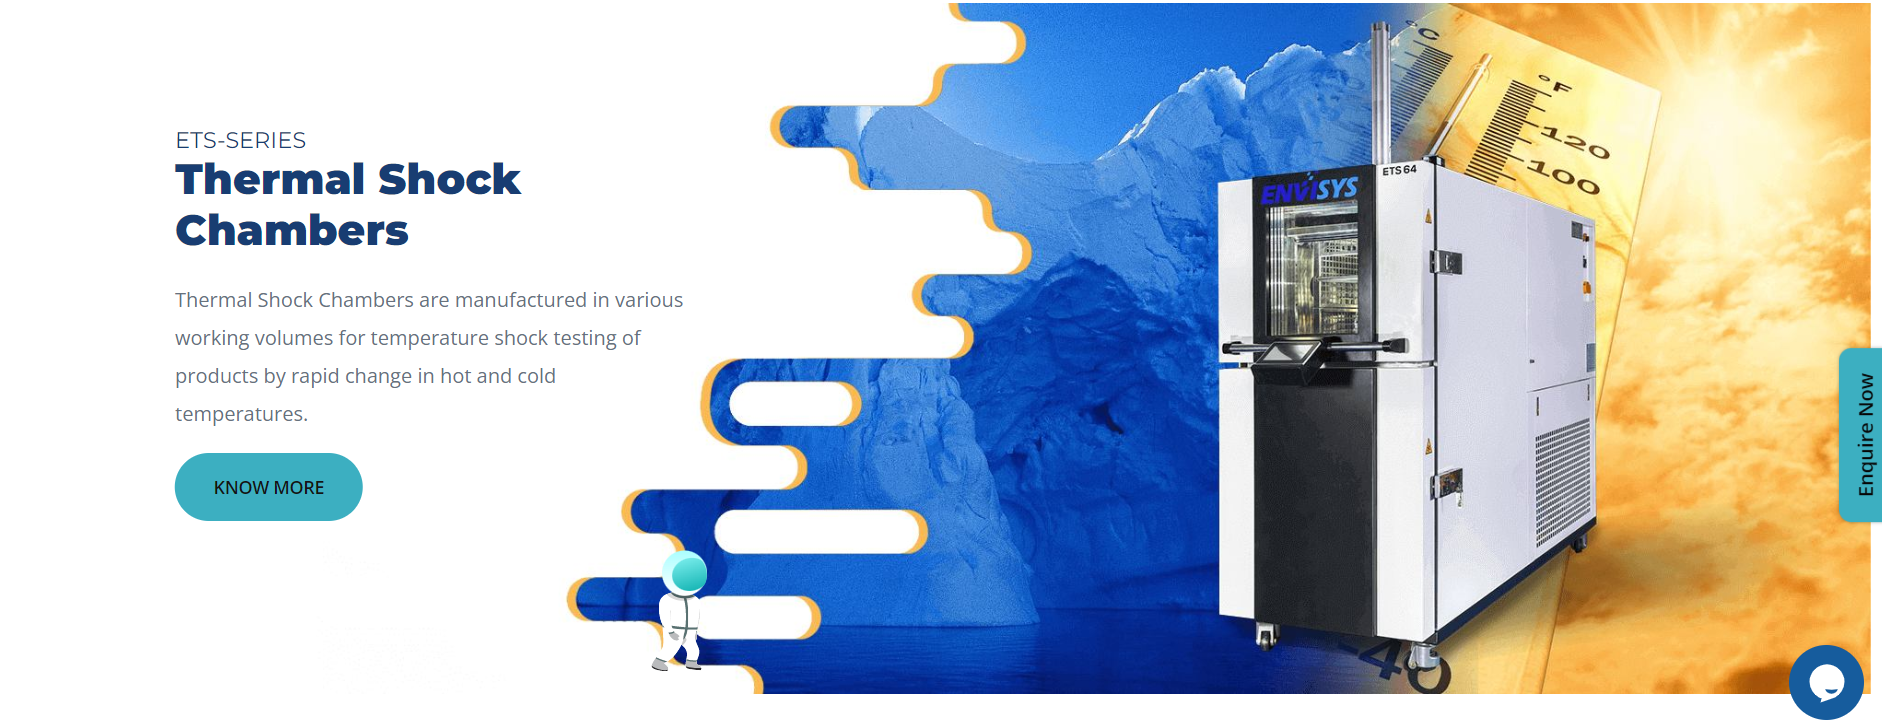 ETS-SERIES
Thermal Shock
Chambers
Thermal Shock Chambers are manufactured in various
working volumes for temperature shock testing of
products by rapid change in hot and cold
temperatures.
KNOW MORE
°C
°F
120
100
ENVISYS
ETS 64
-40
Enquire Now